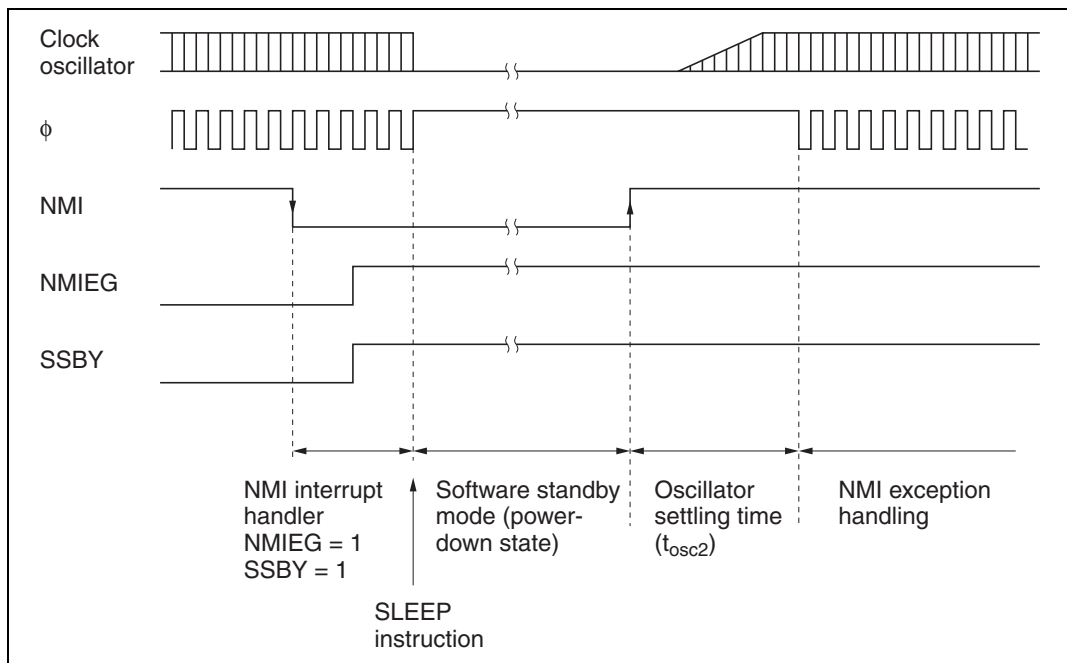 Clock
oscillator
φ
NMI
NMIEG
SSBY
NMI interrupt
handler
NMIEG = 1
SSBY = 1
Software standby
mode (power-
down state)
Oscillator
settling time
(tosc2)
NMI exception
handling
SLEEP
instruction